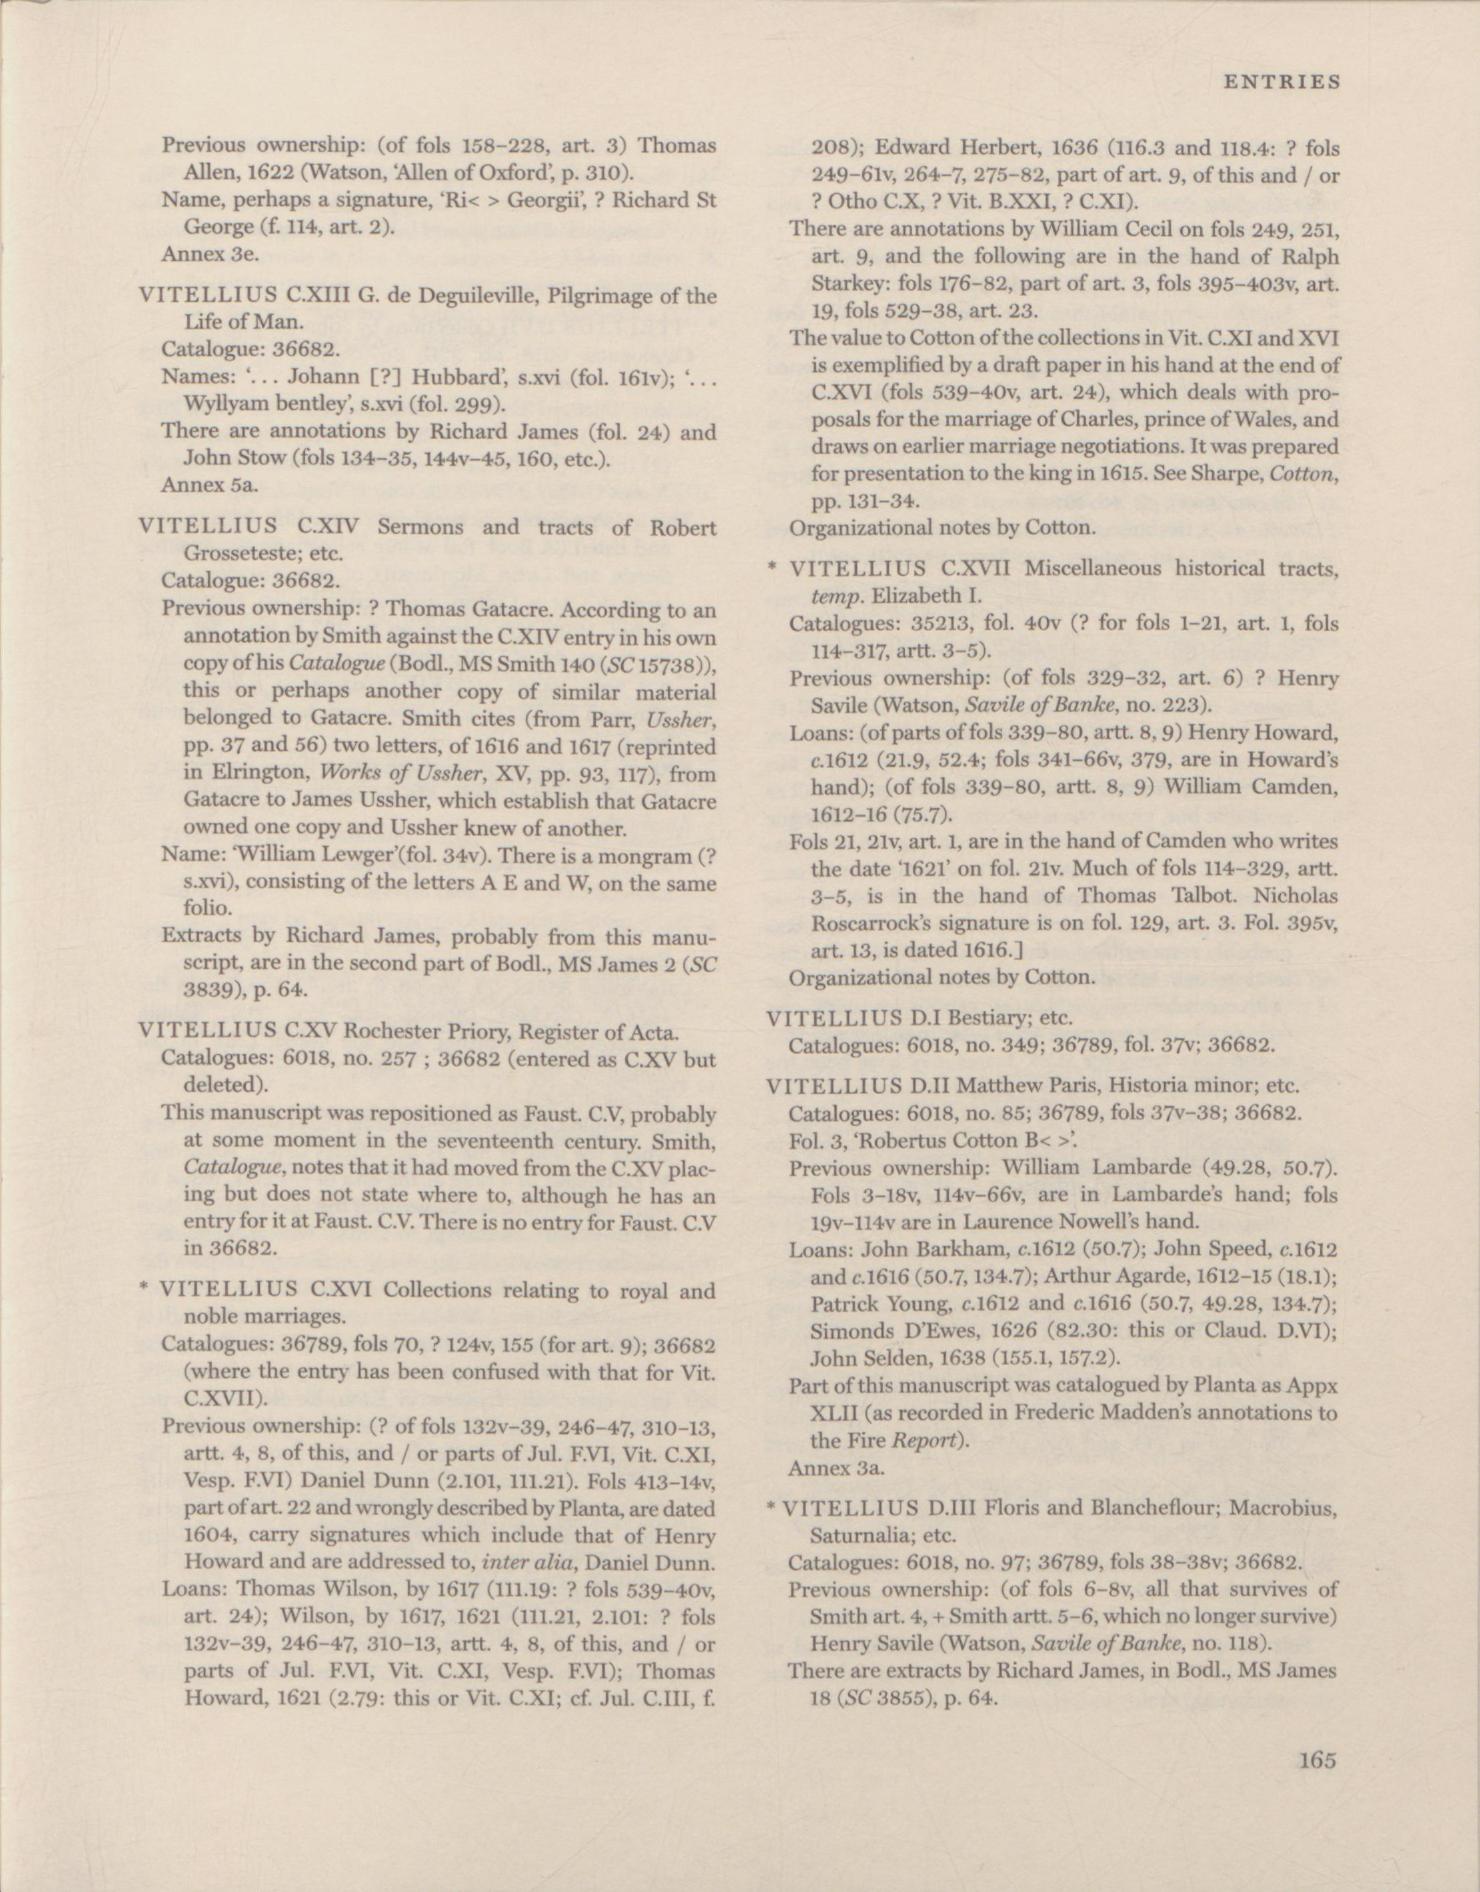 ENTRIES
Previous ownership: (of fols 158–228, art. 3) Thomas
Allen, 1622 (Watson, ‘Allen of Oxford’, p. 310).
Name, perhaps a signature, ‘Ri< > Georgii’, ? Richard St
George (f. 114, art. 2).
Annex 3e.
VITELLIUS C.XIII G. de Deguileville, Pilgrimage of the
Life of Man.
Catalogue: 36682.
Names: ‘. . . Johann [?] Hubbard’, s.xvi (fol. 161v); ‘. . .
Wyllyam bentley’, s.xvi (fol. 299).
There are annotations by Richard James (fol. 24) and
John Stow (fols 134–35, 144v–45, 160, etc.).
Annex 5a.
VITELLIUS C.XIV Sermons and tracts of Robert
Grosseteste; etc.
Catalogue: 36682.
Previous ownership: ? Thomas Gatacre. According to an
annotation by Smith against the C.XIV entry in his own
copy of his Catalogue (Bodl., MS Smith 140 (SC 15738)),
this or perhaps another copy of similar material
belonged to Gatacre. Smith cites (from Parr, Ussher,
pp. 37 and 56) two letters, of 1616 and 1617 (reprinted
in Elrington, Works of Ussher, XV, pp. 93, 117), from
Gatacre to James Ussher, which establish that Gatacre
owned one copy and Ussher knew of another.
Name: ‘William Lewger’(fol. 34v). There is a mongram (?
s.xvi), consisting of the letters A E and W, on the same
folio.
Extracts by Richard James, probably from this manu-
script, are in the second part of Bodl., MS James 2 (SC
3839), p. 64.
VITELLIUS C.XV Rochester Priory, Register of Acta.
Catalogues: 6018, no. 257 ; 36682 (entered as C.XV but
deleted).
This manuscript was repositioned as Faust. C.V, probably
at some moment in the seventeenth century. Smith,
Catalogue, notes that it had moved from the C.XV plac-
ing but does not state where to, although he has an
entry for it at Faust. C.V. There is no entry for Faust. C.V
in 36682.
* VITELLIUS C.XVI Collections relating to royal and
noble marriages.
Catalogues: 36789, fols 70, ? 124v, 155 (for art. 9); 36682
(where the entry has been confused with that for Vit.
C.XVII).
Previous ownership: (? of fols 132v–39, 246–47, 310–13,
artt. 4, 8, of this, and / or parts of Jul. F.VI, Vit. C.XI,
Vesp. F.VI) Daniel Dunn (2.101, 111.21). Fols 413–14v,
part of art. 22 and wrongly described by Planta, are dated
1604, carry signatures which include that of Henry
Howard and are addressed to, inter alia, Daniel Dunn.
Loans: Thomas Wilson, by 1617 (111.19: ? fols 539–40v,
art. 24); Wilson, by 1617, 1621 (111.21, 2.101: ? fols
132v–39, 246–47, 310–13, artt. 4, 8, of this, and / or
parts of Jul. F.VI, Vit. C.XI, Vesp. F.VI); Thomas
Howard, 1621 (2.79: this or Vit. C.XI; cf. Jul. C.III, f.
208); Edward Herbert, 1636 (116.3 and 118.4: ? fols
249–61v, 264–7, 275–82, part of art. 9, of this and / or
? Otho C.X, ? Vit. B.XXI, ? C.XI).
There are annotations by William Cecil on fols 249, 251,
art. 9, and the following are in the hand of Ralph
Starkey: fols 176–82, part of art. 3, fols 395–403v, art.
19, fols 529–38, art. 23.
The value to Cotton of the collections in Vit. C.XI and XVI
is exemplified by a draft paper in his hand at the end of
C.XVI (fols 539–40v, art. 24), which deals with pro-
posals for the marriage of Charles, prince of Wales, and
draws on earlier marriage negotiations. It was prepared
for presentation to the king in 1615. See Sharpe, Cotton,
pp. 131–34.
Organizational notes by Cotton.
* VITELLIUS C.XVII Miscellaneous historical tracts,
temp. Elizabeth I.
Catalogues: 35213, fol. 40v (? for fols 1–21, art. 1, fols
114–317, artt. 3–5).
Previous ownership: (of fols 329–32, art. 6) ? Henry
Savile (Watson, Savile of Banke, no. 223).
Loans: (of parts of fols 339–80, artt. 8, 9) Henry Howard,
c.1612 (21.9, 52.4; fols 341–66v, 379, are in Howard’s
hand); (of fols 339–80, artt. 8, 9) William Camden,
1612–16 (75.7).
Fols 21, 21v, art. 1, are in the hand of Camden who writes
the date ‘1621’ on fol. 21v. Much of fols 114–329, artt.
3–5, is in the hand of Thomas Talbot. Nicholas
Roscarrock’s signature is on fol. 129, art. 3. Fol. 395v,
art. 13, is dated 1616.]
Organizational notes by Cotton.
VITELLIUS D.I Bestiary; etc.
Catalogues: 6018, no. 349; 36789, fol. 37v; 36682.
VITELLIUS D.II Matthew Paris, Historia minor; etc.
Catalogues: 6018, no. 85; 36789, fols 37v–38; 36682.
Fol. 3, ‘Robertus Cotton B< >’.
Previous ownership: William Lambarde (49.28, 50.7).
Fols 3–18v, 114v–66v, are in Lambarde’s hand; fols
19v–114v are in Laurence Nowell’s hand.
Loans: John Barkham, c.1612 (50.7); John Speed, c.1612
and c.1616 (50.7, 134.7); Arthur Agarde, 1612–15 (18.1);
Patrick Young, c.1612 and c.1616 (50.7, 49.28, 134.7);
Simonds D’Ewes, 1626 (82.30: this or Claud. D.VI);
John Selden, 1638 (155.1, 157.2).
Part of this manuscript was catalogued by Planta as Appx
XLII (as recorded in Frederic Madden’s annotations to
the Fire Report).
Annex 3a.
* VITELLIUS D.III Floris and Blancheflour; Macrobius,
Saturnalia; etc.
Catalogues: 6018, no. 97; 36789, fols 38–38v; 36682.
Previous ownership: (of fols 6–8v, all that survives of
Smith art. 4, + Smith artt. 5–6, which no longer survive)
Henry Savile (Watson, Savile of Banke, no. 118).
There are extracts by Richard James, in Bodl., MS James
18 (SC 3855), p. 64.
165